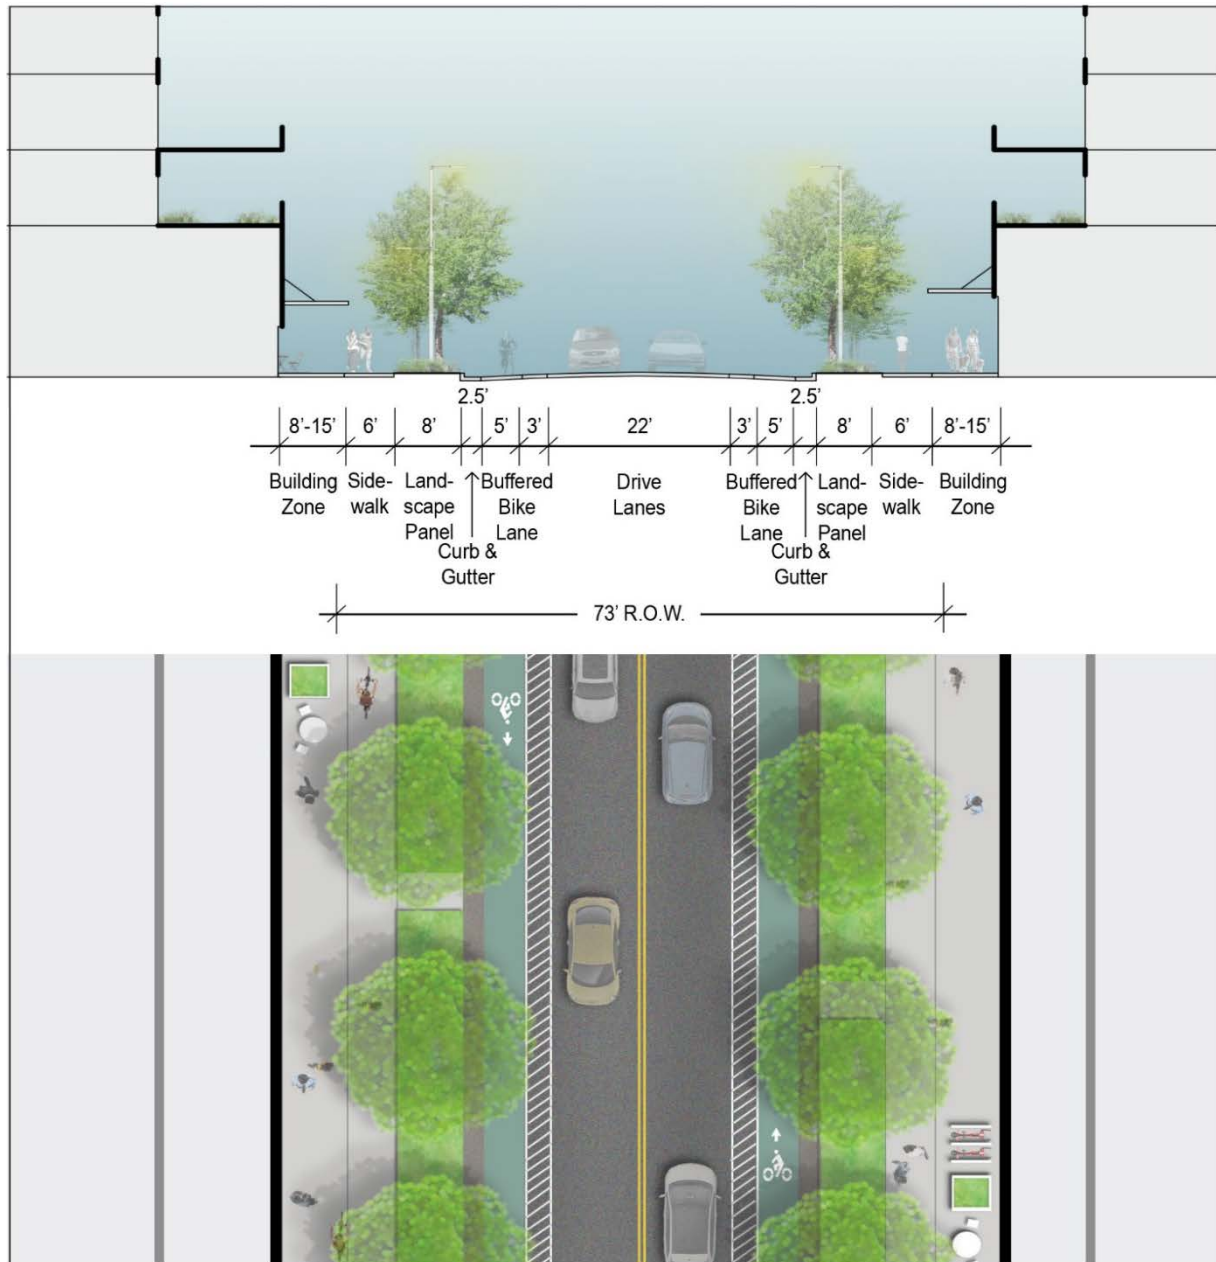 2.5’ 2.5’
8’-15’ 6’ 8’ 5’ 3’ 22’ 3’ 5’ 8’ 6’ 8’-15’
Building
Zone
Side-
walk
Land-
scape
Panel
Curb &
Gutter
Buffered
Bike
Lane
Drive
Lanes
Buffered
Bike
Lane
Curb &
Gutter
Land-
scape
Panel
Side-
walk
Building
Zone
73’ R.O.W.